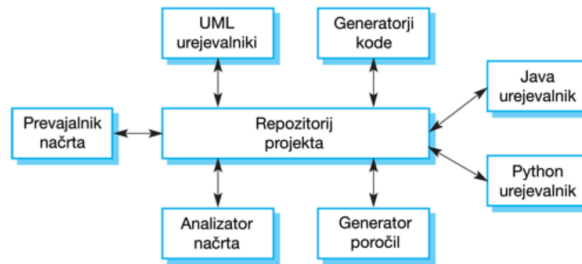 UML
urejevalniki
Generatorji
kode
Java
urejevalnik
Prevajalnik
načrta
Repozitorij
projekta
Python
urejevalnik
Analizator
načrta
Generator
poročil